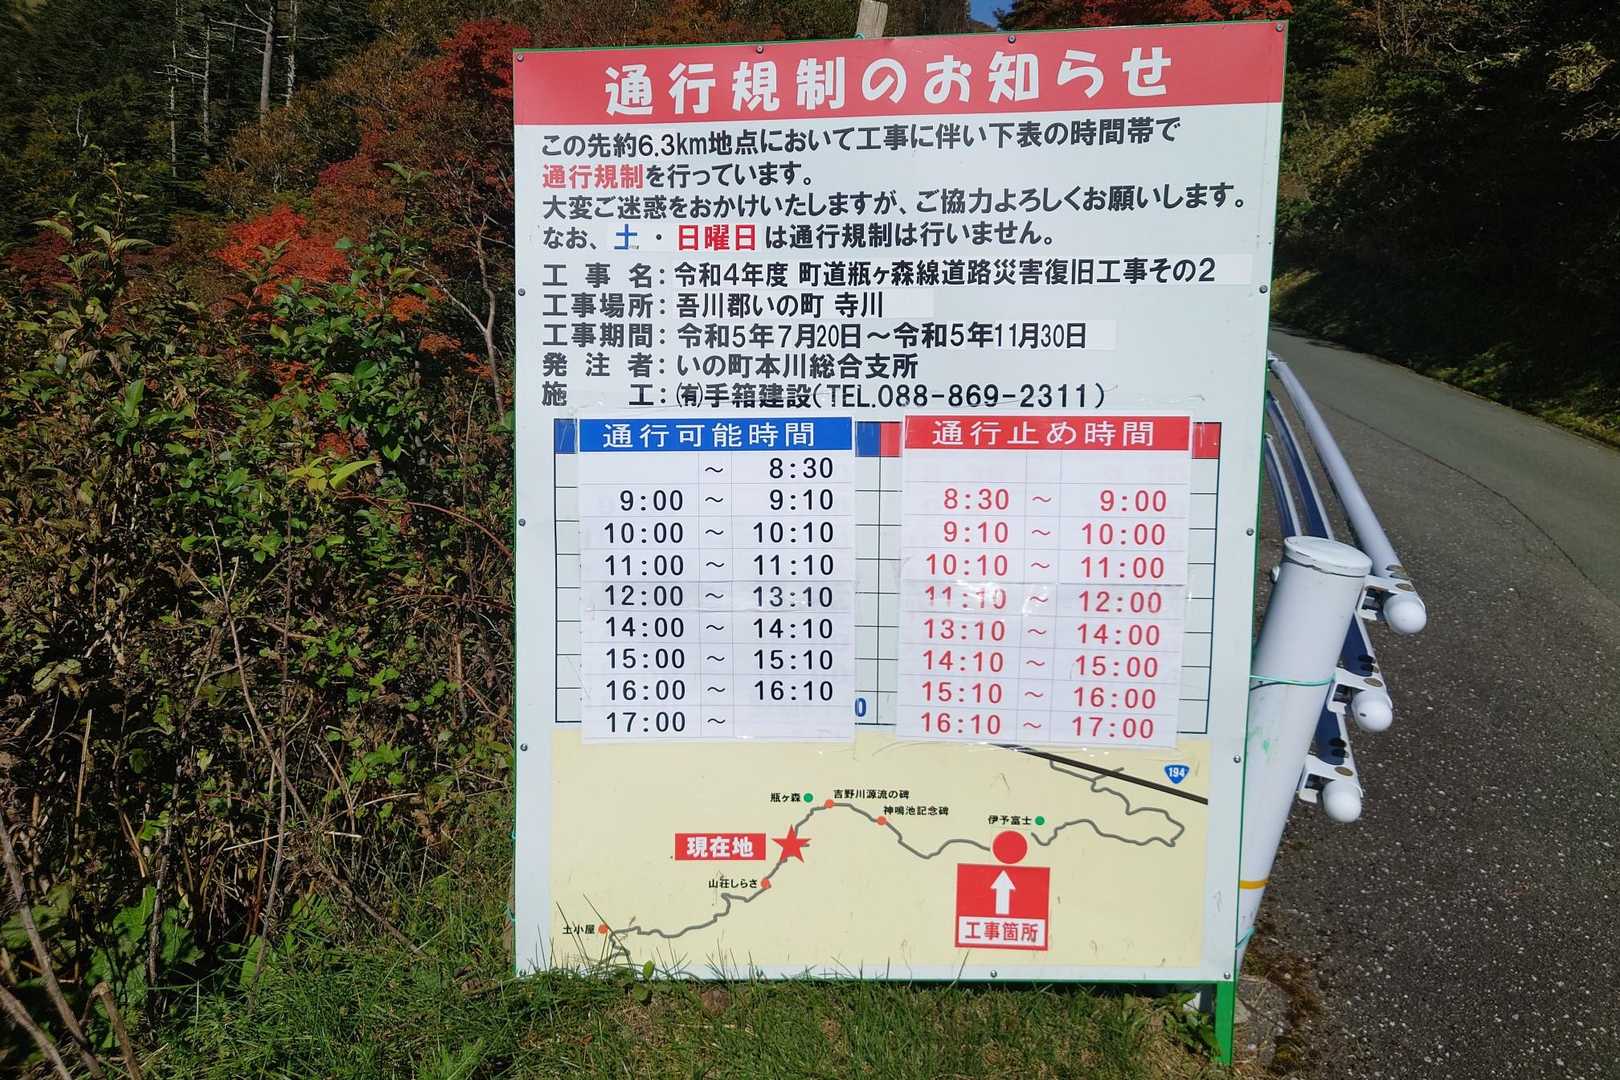 通行規制のお知らせ
この先約6.3km地点において工事に伴い下表の時間帯で
通行規制を行っています。
大変ご迷惑をおかけいたしますが、ご協力よろしくお願いします。
なお、土・日曜日は通行規制は行いません。
工事名：令和4年度 町道瓶ヶ森線道路災害復旧工事その2
工事場所：吾川郡いの町 寺川
工事期間：令和5年7月20日～令和5年11月30日
発注者：いの町本川総合支所
施工：㈲手箱建設(TEL.088-869-2311)
通行可能時間
～ 8:30
9:00 ～ 9:10
10:00 ～ 10:10
11:00 ～ 11:10
12:00 ～ 13:10
14:00 ～ 14:10
15:00 ～ 15:10
16:00 ～ 16:10
17:00 ～
通行止め時間
8:30 ～ 9:00
9:10 ～ 10:00
10:10 ～ 11:00
11:10 ～ 12:00
13:10 ～ 14:00
14:10 ～ 15:00
15:10 ～ 16:00
16:10 ～ 17:00
0
194
瓶ヶ森
吉野川源流の碑
神鳴池記念碑
伊予富士
現在地
山荘しらさ
土小屋
工事箇所